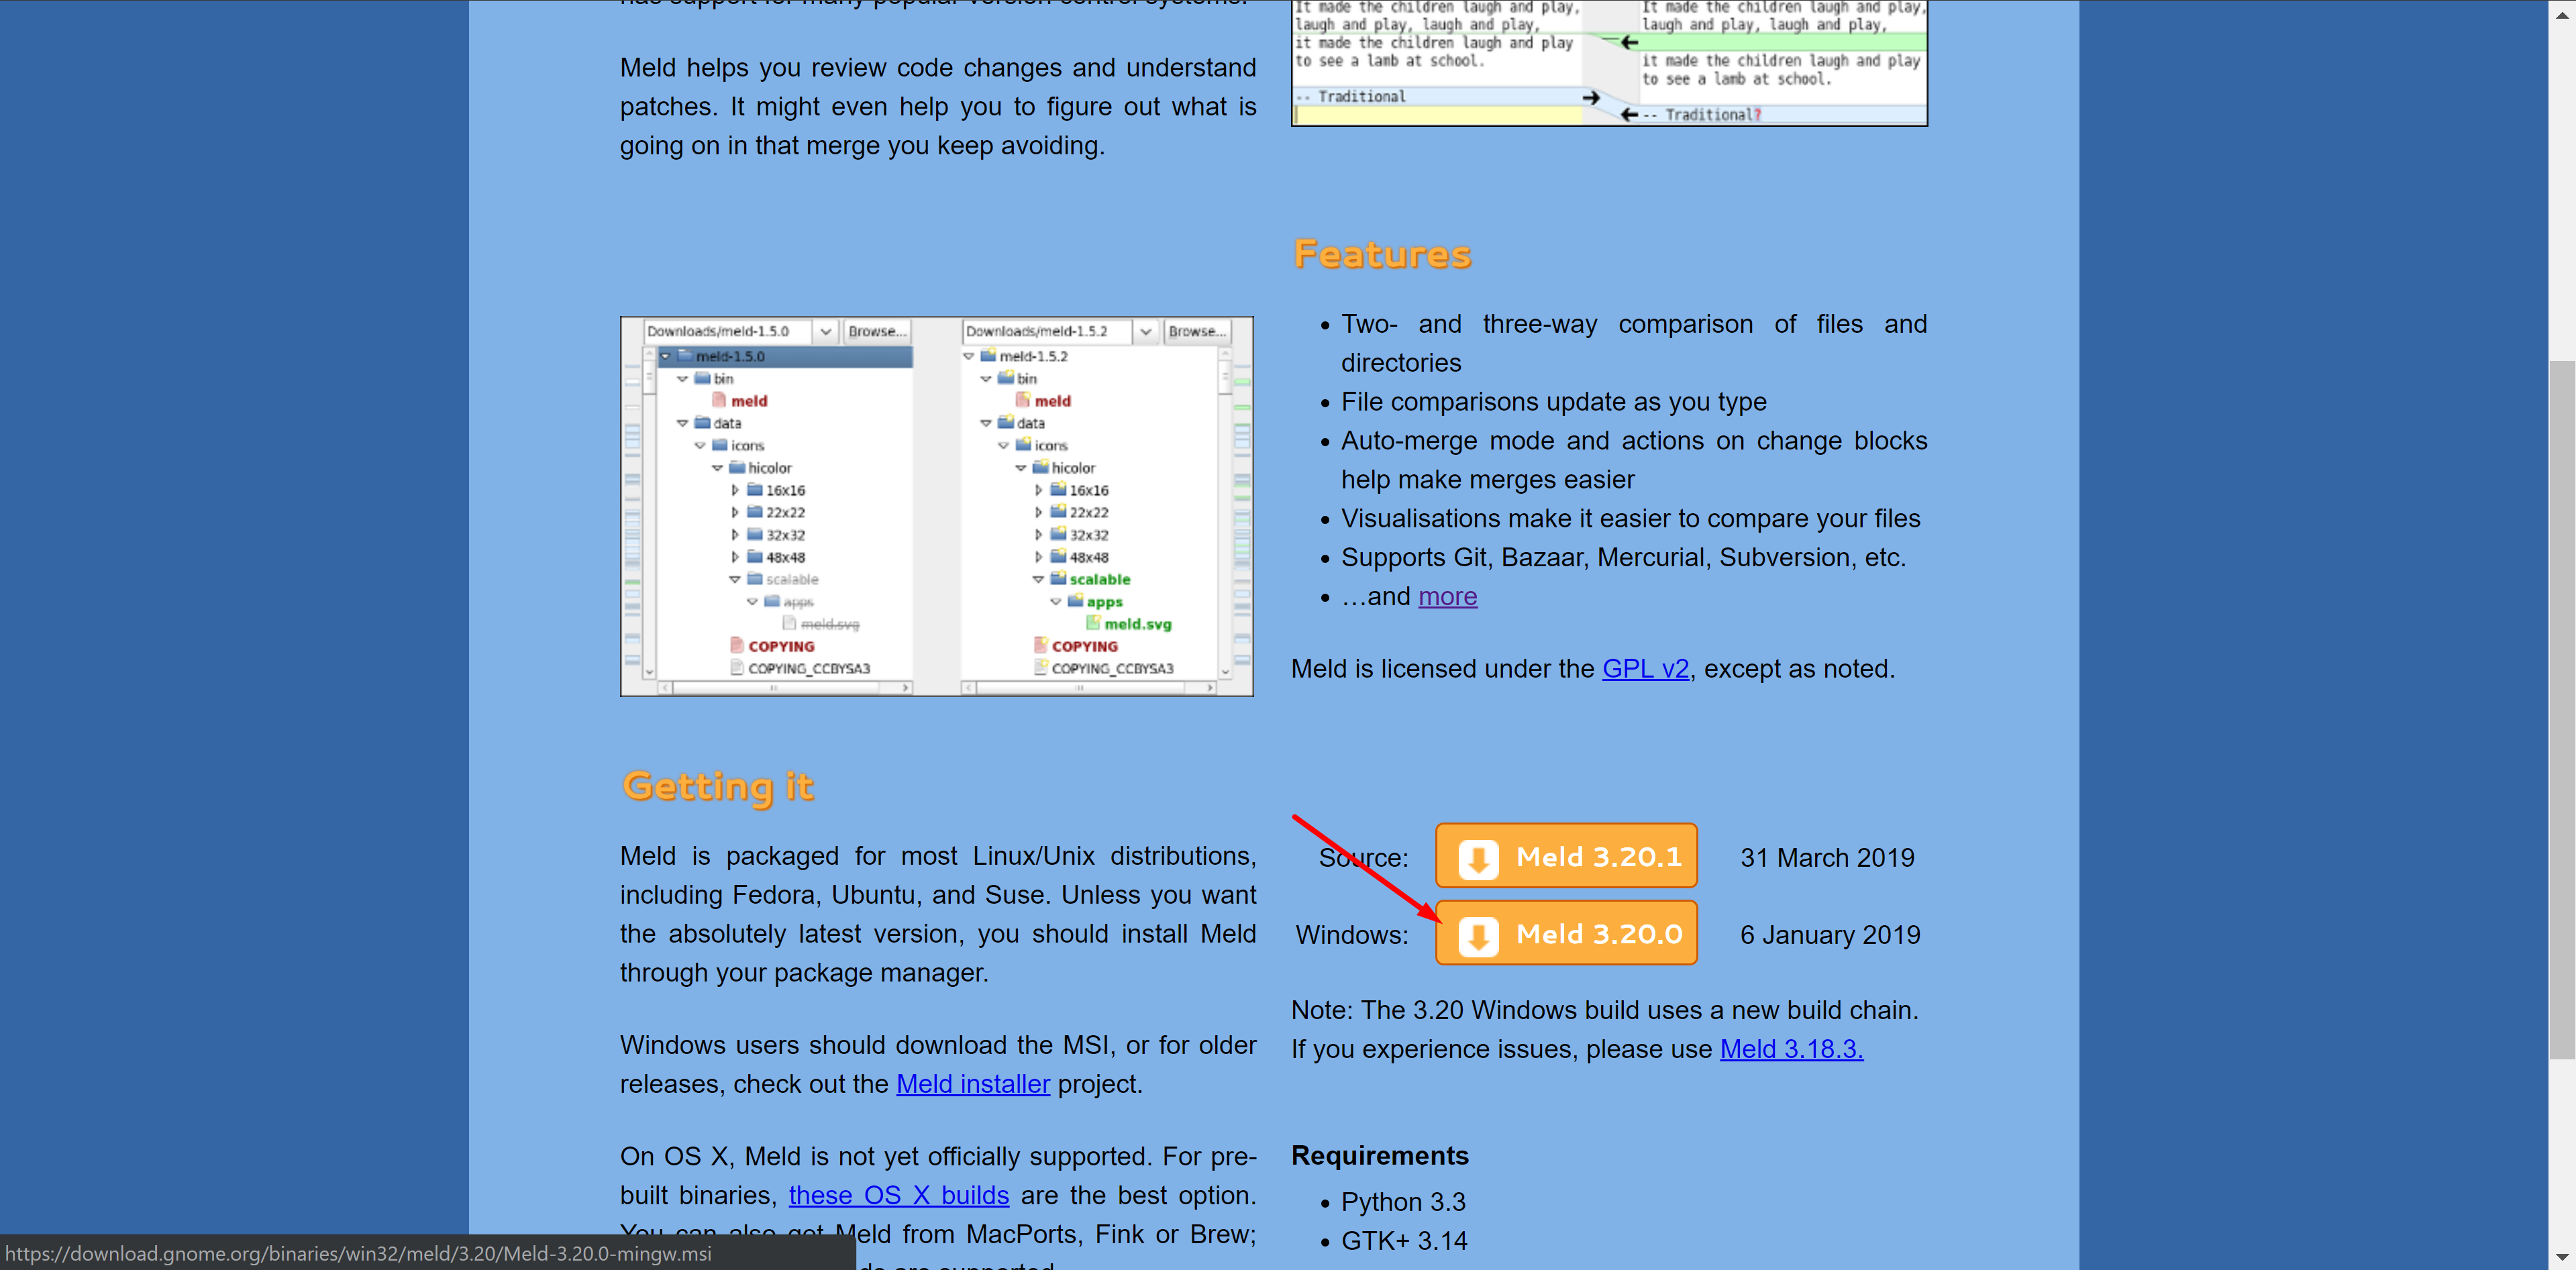 has support for many popular version control systems.
Meld helps you review code changes and understand
patches. It might even help you to figure out what is
going on in that merge you keep avoiding.
It made the children laugh and play,
laugh and play, laugh and play,
it made the children laugh and play
to see a lamb at school.
-- Traditional
It made the children laugh and play,
laugh and play, laugh and play,
it made the children laugh and play
to see a lamb at school.
-- Traditional?
Downloads/meld-1.5.0
Browse...
meld-1.5.0
bin
meld
data
icons
hicolor
16x16
22x22
32x32
48x48
scalable
apps
meld.svg
COPYING
COPYING_CCBYSA3
Downloads/meld-1.5.2
Browse...
meld-1.5.2
bin
meld
data
icons
hicolor
16x16
22x22
32x32
48x48
scalable
apps
meld.svg
COPYING
COPYING_CCBYSA3
Features
• Two- and three-way comparison of files and
directories
• File comparisons update as you type
• Auto-merge mode and actions on change blocks
help make merges easier
• Visualisations make it easier to compare your files
• Supports Git, Bazaar, Mercurial, Subversion, etc.
• …and more
Meld is licensed under the GPL v2, except as noted.
Getting it
Meld is packaged for most Linux/Unix distributions,
including Fedora, Ubuntu, and Suse. Unless you want
the absolutely latest version, you should install Meld
through your package manager.
Windows users should download the MSI, or for older
releases, check out the Meld installer project.
On OS X, Meld is not yet officially supported. For pre-
built binaries, these OS X builds are the best option.
You can also get Meld from MacPorts, Fink or Brew;
are supported
Source: Meld 3.20.1 31 March 2019
Windows: Meld 3.20.0 6 January 2019
Note: The 3.20 Windows build uses a new build chain.
If you experience issues, please use Meld 3.18.3.
Requirements
• Python 3.3
• GTK+ 3.14
https://download.gnome.org/binaries/win32/meld/3.20/Meld-3.20.0-mingw.msi